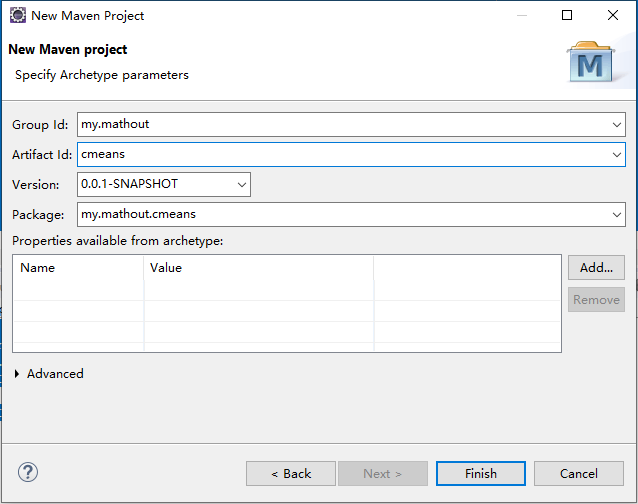 New Maven Project
New Maven project
Specify Archetype parameters
M
Group Id: my.mathout
Artifact Id: cmeans
Version: 0.0.1-SNAPSHOT
Package: my.mathout.cmeans
Properties available from archetype:
Name Value
Add...
Remove
Advanced
? < Back Next > Finish Cancel